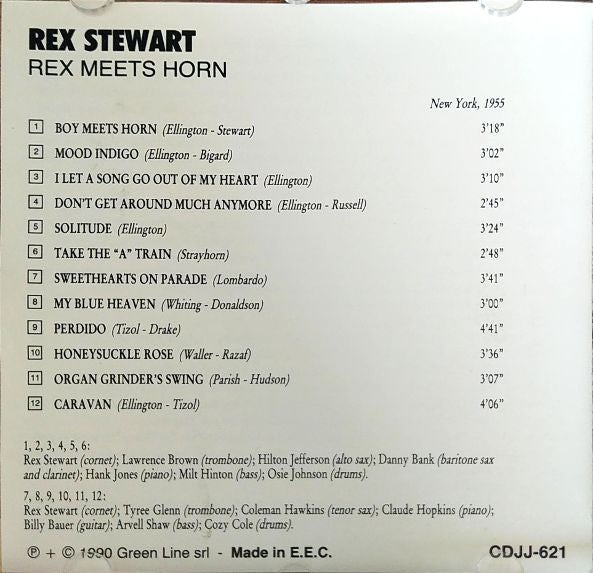 REX STEWART
REX MEETS HORN
New York, 1955
1 BOY MEETS HORN (Ellington - Stewart) 3'18"
2 MOOD INDIGO (Ellington - Bigard) 3'02"
3 I LET A SONG GO OUT OF MY HEART (Ellington) 3'10"
4 DON'T GET AROUND MUCH ANYMORE (Ellington - Russell) 2'45"
5 SOLITUDE (Ellington) 3'24"
6 TAKE THE "A" TRAIN (Strayhorn) 2'48"
7 SWEETHEARTS ON PARADE (Lombardo) 3'41"
8 MY BLUE HEAVEN (Whiting - Donaldson) 3'00"
9 PERDIDO (Tizol - Drake) 4'41"
10 HONEYSUCKLE ROSE (Waller - Razaf) 3'36"
11 ORGAN GRINDER'S SWING (Parish - Hudson) 3'07"
12 CARAVAN (Ellington - Tizol) 4'06"
1, 2, 3, 4, 5, 6:
Rex Stewart (cornet); Lawrence Brown (trombone); Hilton Jefferson (alto sax); Danny Bank (baritone sax
and clarinet); Hank Jones (piano); Milt Hinton (bass); Osie Johnson (drums).
7, 8, 9, 10, 11, 12:
Rex Stewart (cornet); Tyree Glenn (trombone); Coleman Hawkins (tenor sax); Claude Hopkins (piano);
Billy Bauer (guitar); Arvell Shaw (bass); Cozy Cole (drums).
℗ + © 1990 Green Line srl - Made in E.E.C. CDJJ-621